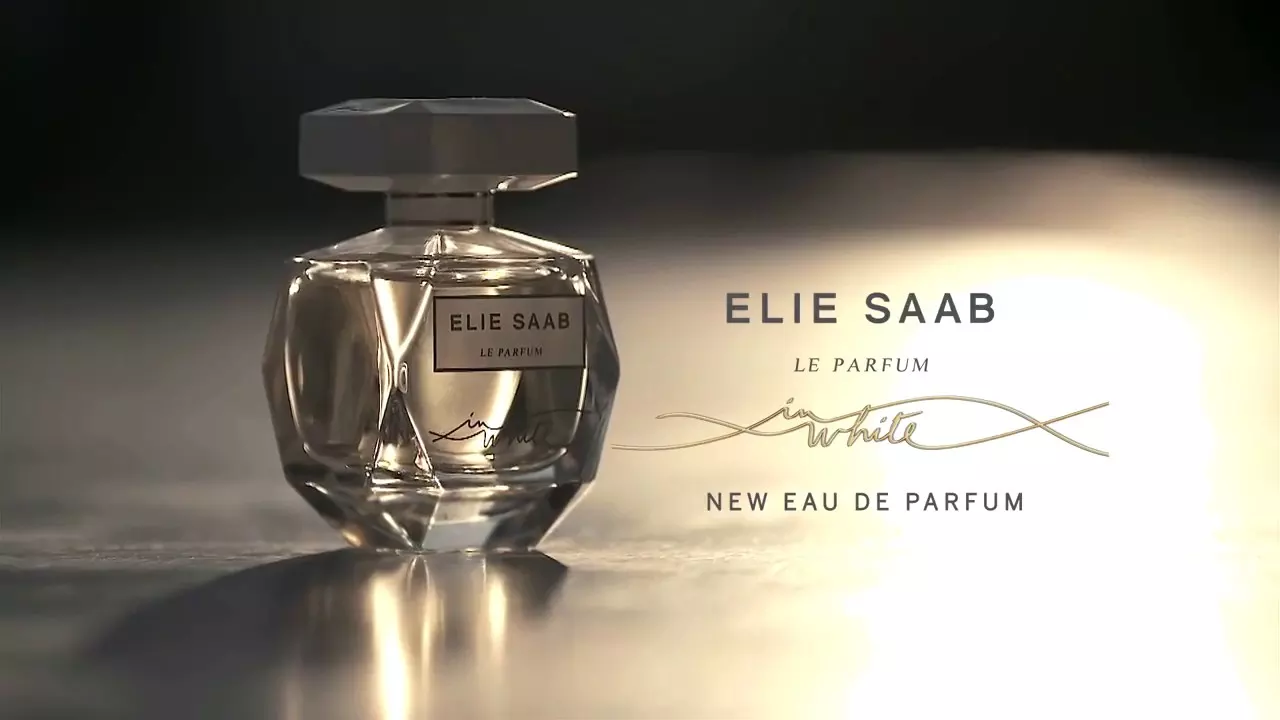 ELIE SAAB
LE PARFUM
in
white
ELIE SAAB
LE PARFUM
in
white
NEW EAU DE PARFUM